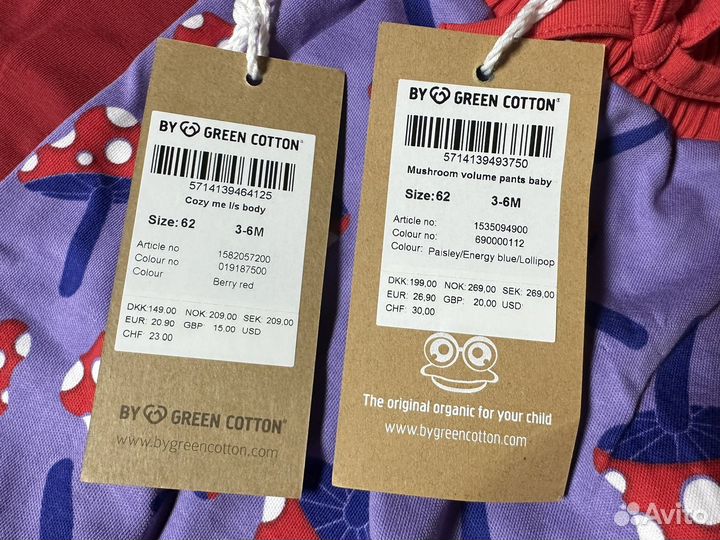 BY GREEN COTTON
5714139464125
Cozy me l/s body
Size: 62 3-6M
Article no 1582057200
Colour no 019187500
Colour Berry red
DKK: 149.00 NOK: 209.00 SEK: 209.00
EUR: 20.90 GBP: 15.00 USD
CHF: 23.00
BY GREEN COTTON®
www.bygreencotton.com
BY GREEN COTTON®
5714139493750
Mushroom volume pants baby
Size: 62 3-6M
Article no: 1535094900
Colour no: 690000112
Colour: Paisley/Energy blue/Lollipop
DKK: 199,00 NOK: 269,00 SEK: 269,00
EUR: 26,90 GBP: 20,00 USD:
CHF: 30,00
The original organic for your child
www.bygreencotton.com
Avito